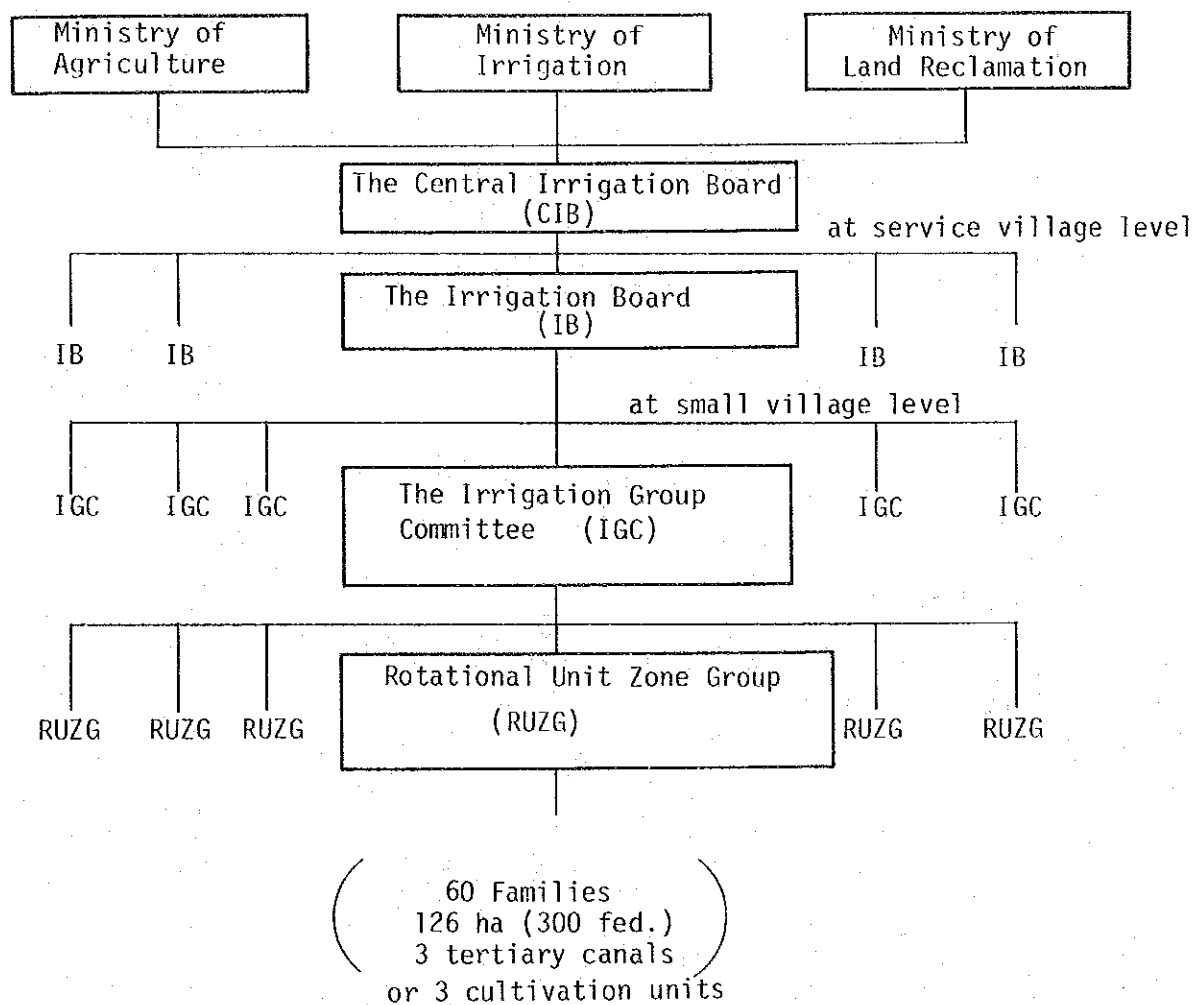 Ministry of
Agriculture
Ministry of
Irrigation
Ministry of
Land Reclamation
The Central Irrigation Board
(CIB)
at service village level
The Irrigation Board
(IB)
IB IB IB IB
at small village level
The Irrigation Group
Committee (IGC)
IGC IGC IGC IGC IGC
Rotational Unit Zone Group
(RUZG)
RUZG RUZG RUZG RUZG RUZG
60 Families
126 ha (300 fed.)
3 tertiary canals
or 3 cultivation units